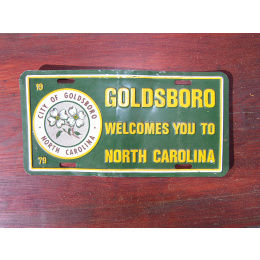 19
CITY OF GOLDSBORO
NORTH CAROLINA
79
GOLDSBORO
WELCOMES YOU TO
NORTH CAROLINA